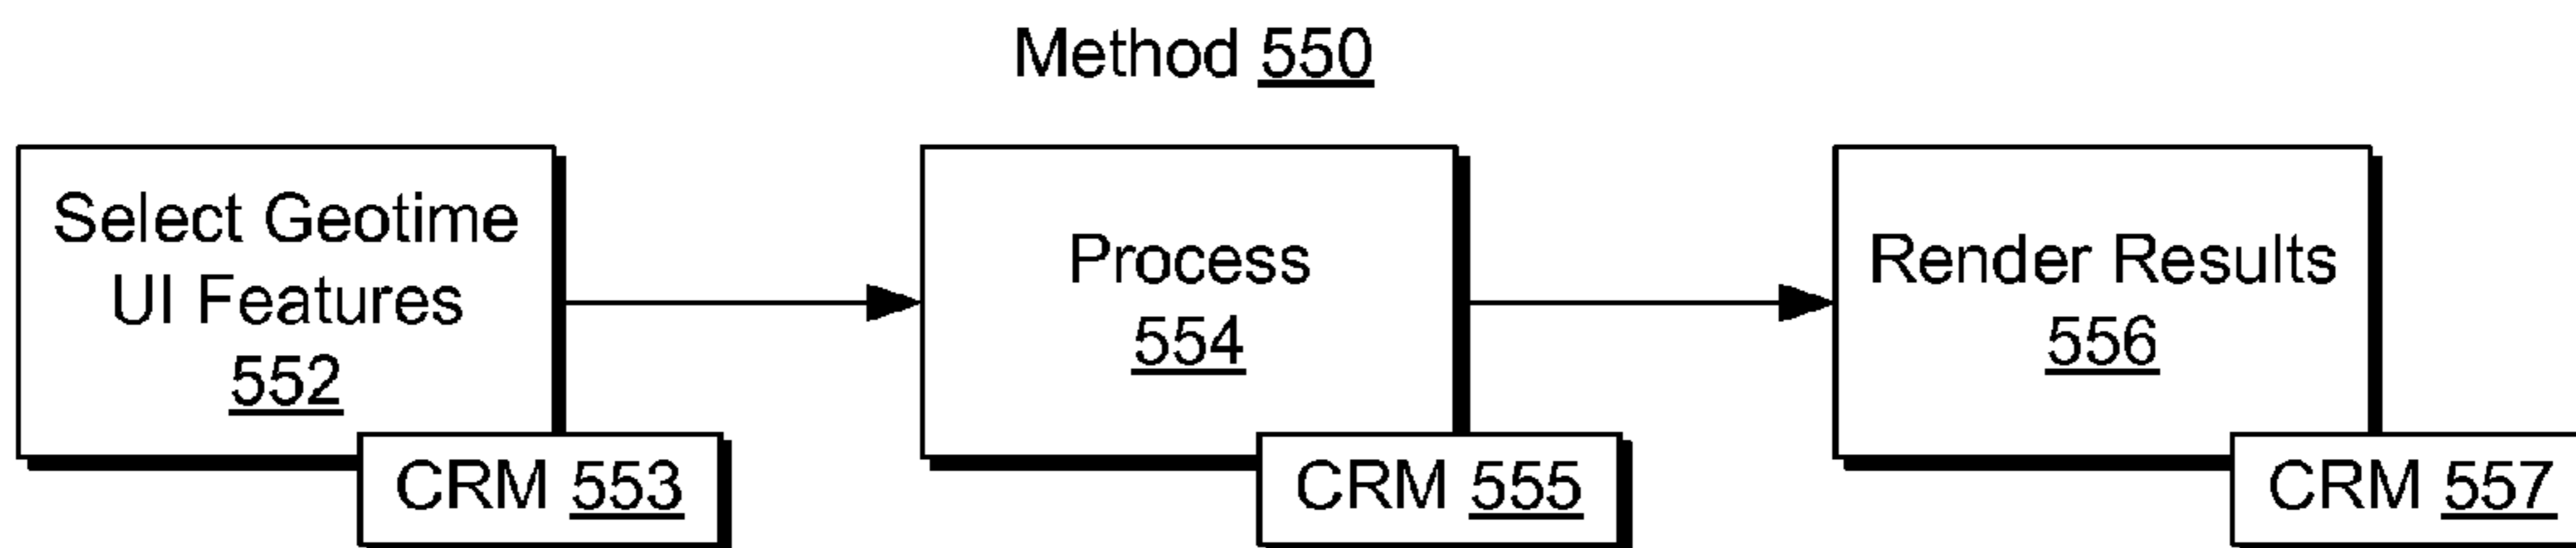 Method 550
Select Geotime
UI Features
552
CRM 553
Process
554
CRM 555
Render Results
556
CRM 557